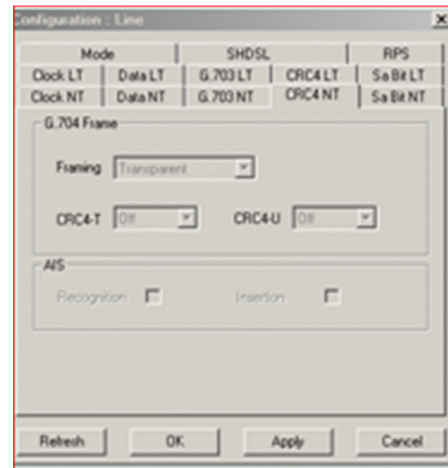 Configuration : Line
Mode SHDSL RPS
Clock LT Data LT G.703 LT CRC4 LT Sa Bit LT
Clock NT Data NT G.703 NT CRC4 NT Sa Bit NT
G.704 Frame
Framing Transparent
CRC4-T Off CRC4-U Off
AIS
Recognition Insertion
Refresh OK Apply Cancel